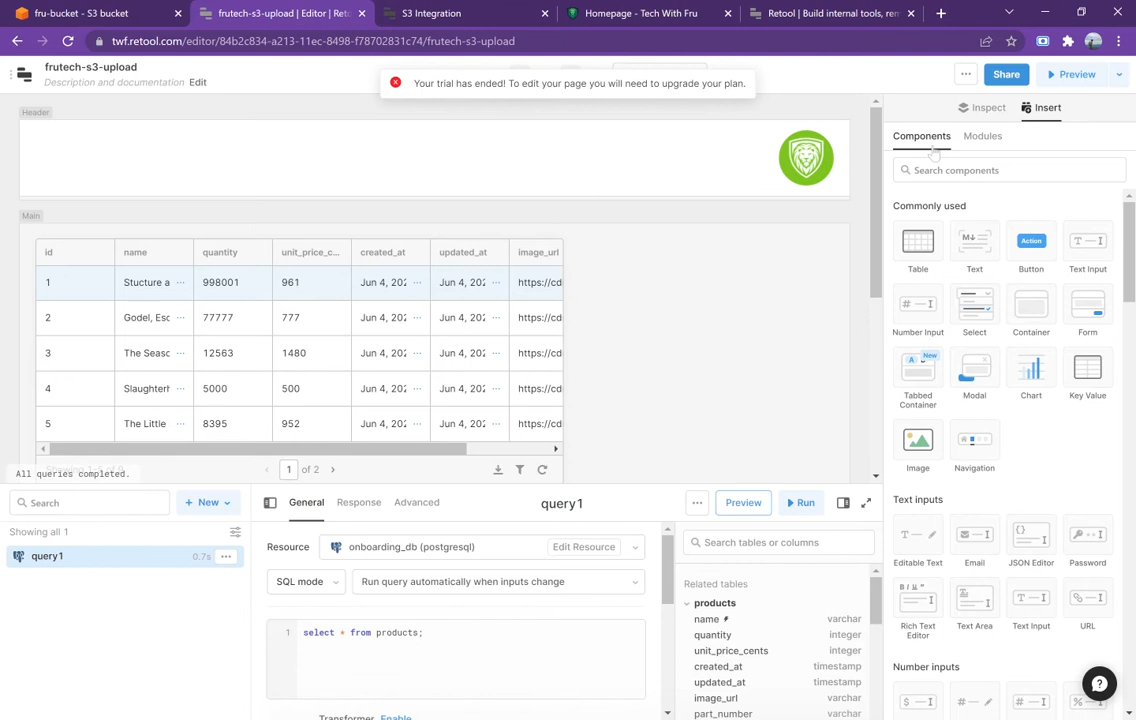 fru-bucket - S3 bucket
frutech-s3-upload | Editor | Reto
S3 Integration
Homepage - Tech With Fru
Retool | Build internal tools, rem
twf.retool.com/editor/84b2c834-a213-11ec-8498-f78702831c74/frutech-s3-upload
frutech-s3-upload
Description and documentation Edit
Your trial has ended! To edit your page you will need to upgrade your plan.
Share
Preview
Header
Inspect
Insert
Components
Modules
Search components
Commonly used
Table
Text
Button
Text Input
Action
Number Input
Select
Container
Form
New
Tabbed Container
Modal
Chart
Key Value
Image
Navigation
Text inputs
Editable Text
Email
JSON Editor
Password
Rich Text Editor
Text Area
Text Input
URL
Number inputs
Main
id name quantity unit_price_c... created_at updated_at image_url
1 Stucture a ... 998001 961 Jun 4, 202 ... Jun 4, 202 ... https://cd
2 Godel, Esc ... 77777 777 Jun 4, 202 ... Jun 4, 202 ... https://cd
3 The Seaso ... 12563 1480 Jun 4, 202 ... Jun 4, 202 ... https://cd
4 Slaughterh ... 5000 500 Jun 4, 202 ... Jun 4, 202 ... https://cd
5 The Little ... 8395 952 Jun 4, 202 ... Jun 4, 202 ... https://cd
1 of 2
All queries completed.
Search
+ New
General
Response
Advanced
query1
Preview
Run
Showing all 1
query1 0.7s
Resource onboarding_db (postgresql) Edit Resource
SQL mode
Run query automatically when inputs change
1 select * from products;
Transformer Enable
Search tables or columns
Related tables
products
name varchar
quantity integer
unit_price_cents integer
created_at timestamp
updated_at timestamp
image_url varchar
part_number varchar